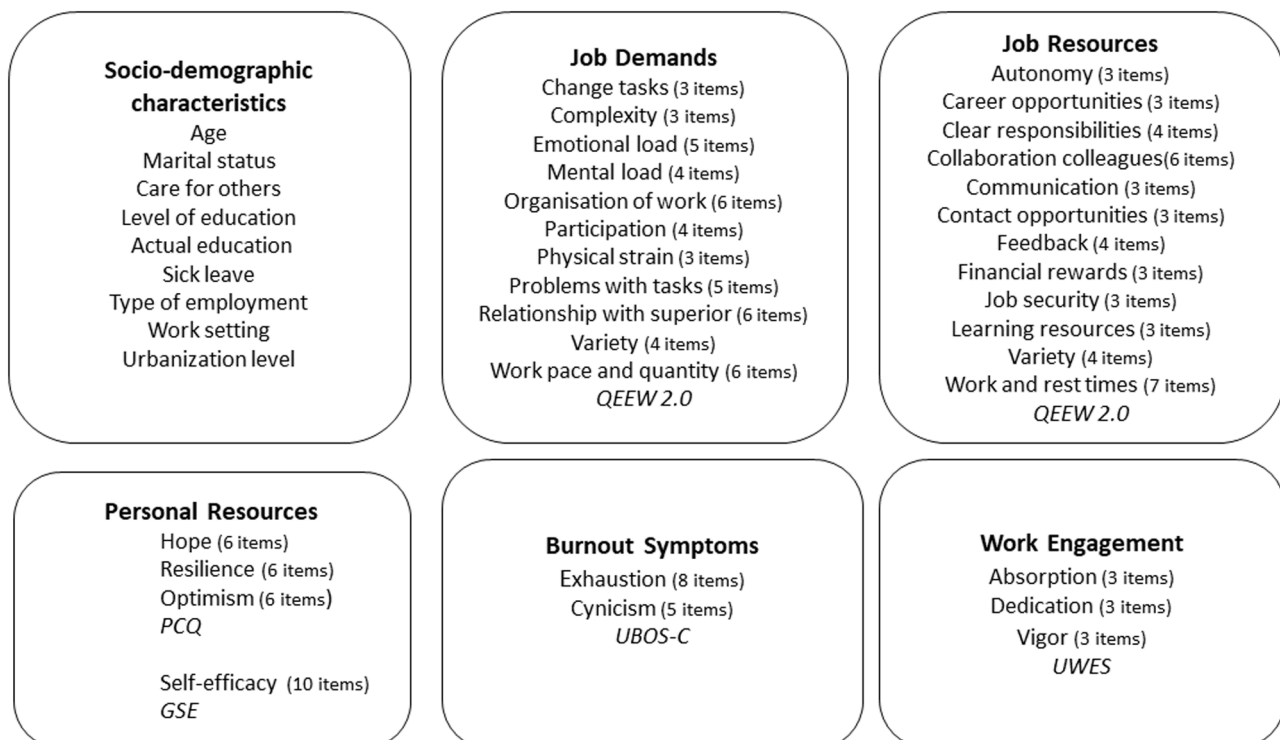 Socio-demographic
characteristics
Age
Marital status
Care for others
Level of education
Actual education
Sick leave
Type of employment
Work setting
Urbanization level
Job Demands
Change tasks (3 items)
Complexity (3 items)
Emotional load (5 items)
Mental load (4 items)
Organisation of work (6 items)
Participation (4 items)
Physical strain (3 items)
Problems with tasks (5 items)
Relationship with superior (6 items)
Variety (4 items)
Work pace and quantity (6 items)
QEEW 2.0
Job Resources
Autonomy (3 items)
Career opportunities (3 items)
Clear responsibilities (4 items)
Collaboration colleagues(6 items)
Communication (3 items)
Contact opportunities (3 items)
Feedback (4 items)
Financial rewards (3 items)
Job security (3 items)
Learning resources (3 items)
Variety (4 items)
Work and rest times (7 items)
QEEW 2.0
Personal Resources
Hope (6 items)
Resilience (6 items)
Optimism (6 items)
PCQ
Self-efficacy (10 items)
GSE
Burnout Symptoms
Exhaustion (8 items)
Cynicism (5 items)
UBOS-C
Work Engagement
Absorption (3 items)
Dedication (3 items)
Vigor (3 items)
UWES